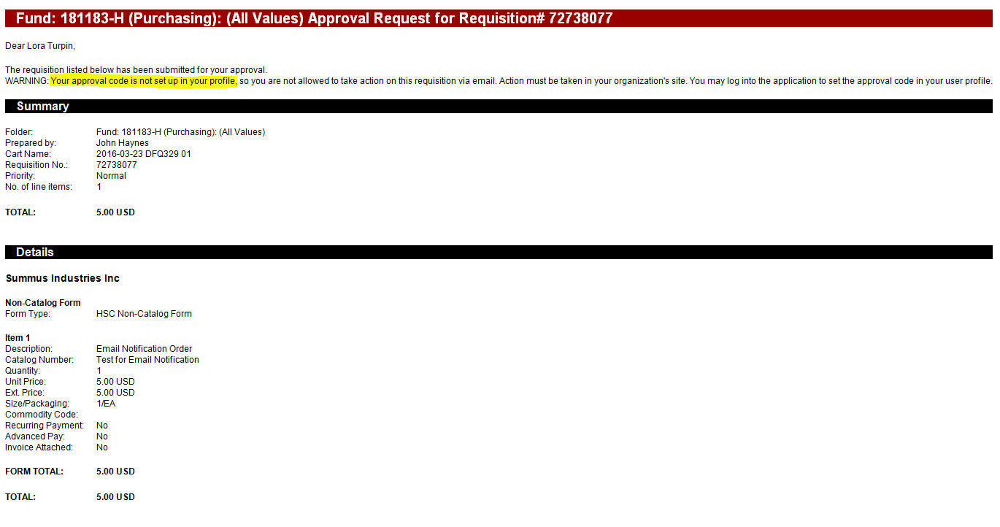 Fund: 181183-H (Purchasing): (All Values) Approval Request for Requisition# 72738077
Dear Lora Turpin,
The requisition listed below has been submitted for your approval.
WARNING: Your approval code is not set up in your profile, so you are not allowed to take action on this requisition via email. Action must be taken in your organization's site. You may log into the application to set the approval code in your user profile.
Summary
Folder: Fund: 181183-H (Purchasing): (All Values)
Prepared by: John Haynes
Cart Name: 2016-03-23 DFQ329 01
Requisition No.: 72738077
Priority: Normal
No. of line items: 1
TOTAL: 5.00 USD
Details
Summus Industries Inc
Non-Catalog Form
Form Type: HSC Non-Catalog Form
Item 1
Description: Email Notification Order
Catalog Number: Test for Email Notification
Quantity: 1
Unit Price: 5.00 USD
Ext. Price: 5.00 USD
Size/Packaging: 1/EA
Commodity Code:
Recurring Payment: No
Advanced Pay: No
Invoice Attached: No
FORM TOTAL: 5.00 USD
TOTAL: 5.00 USD